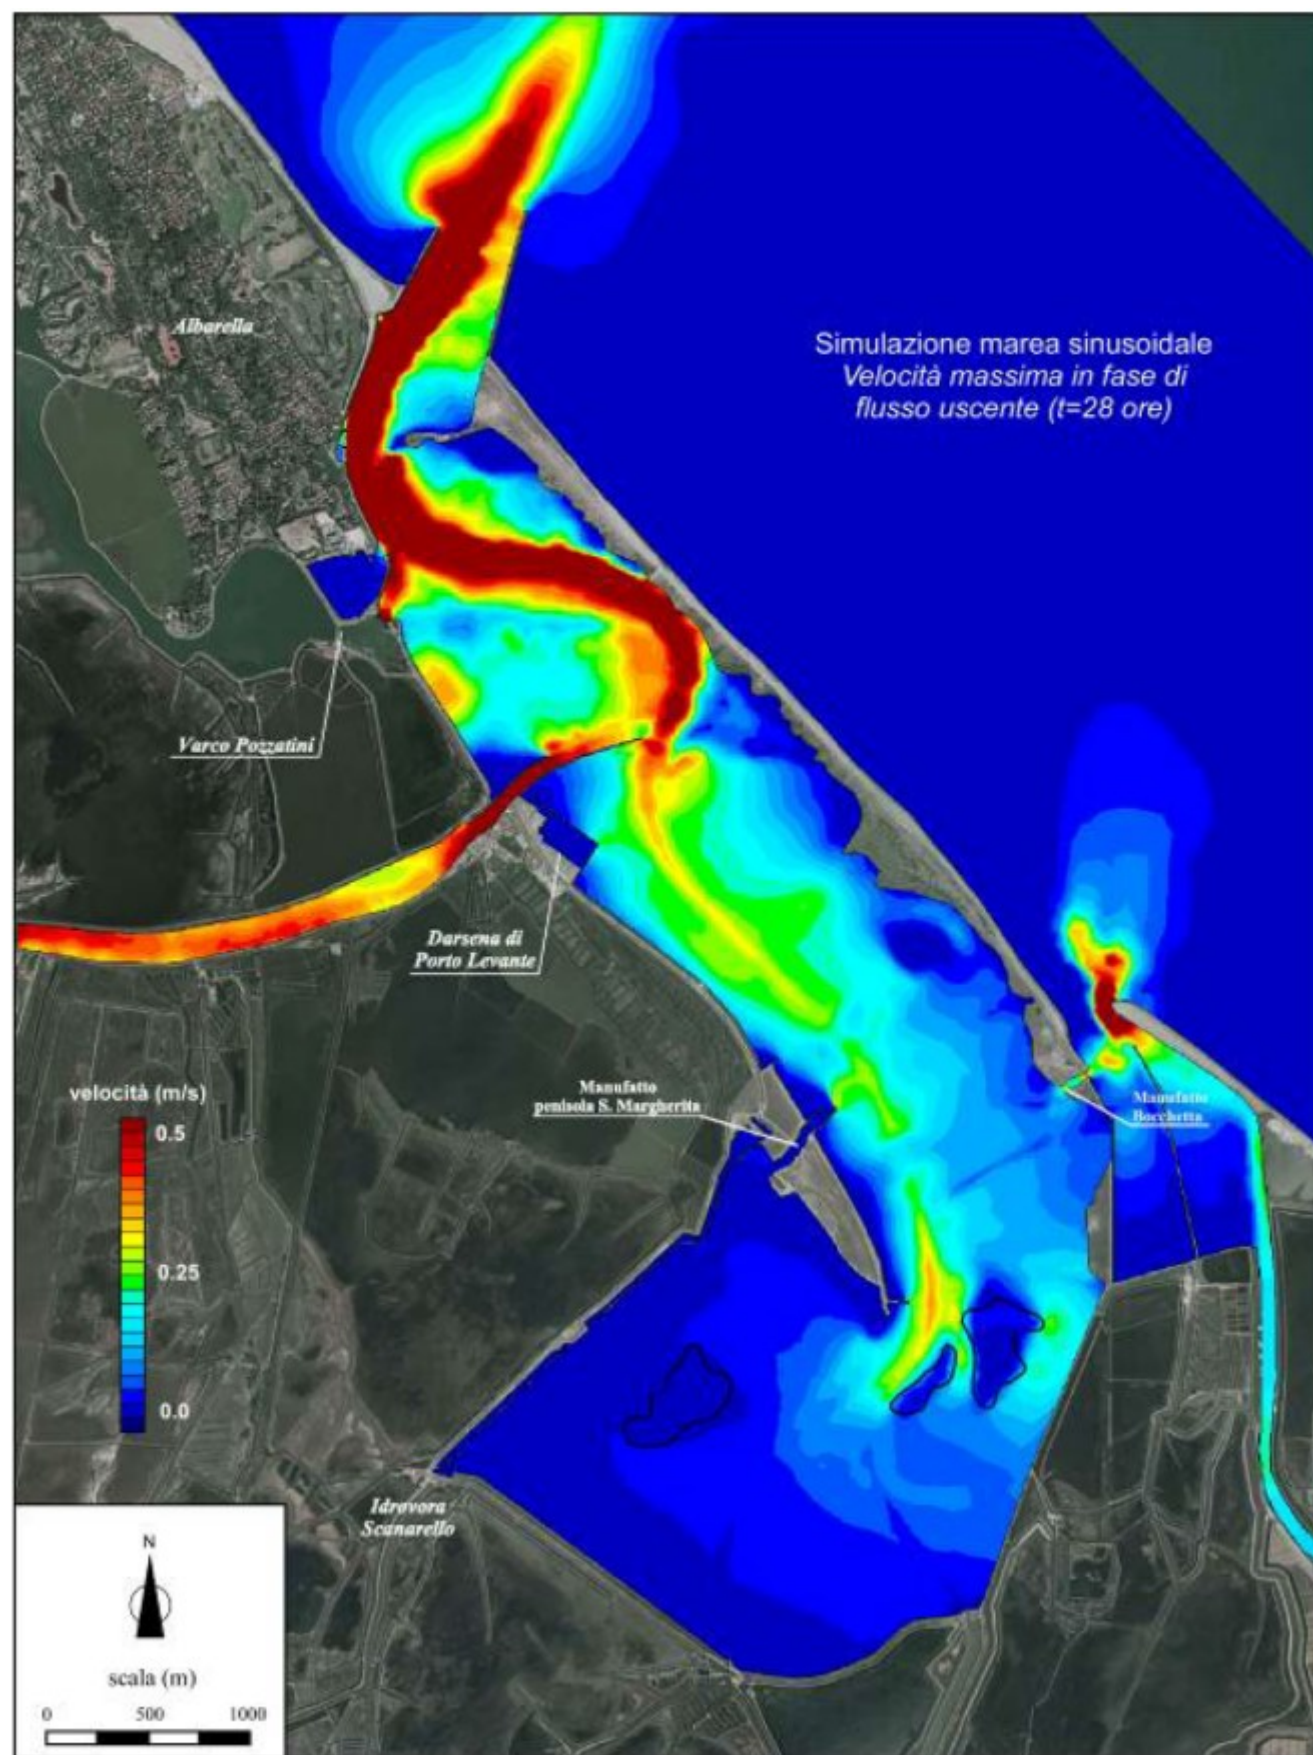 Albarella
Simulazione marea sinusoidale
Velocità massima in fase di
flusso uscente (t=28 ore)
Varco Pozzatini
Darsena di
Porto Levante
Manufatto
penisola S. Margherita
Manufatto
Bocchetta
velocità (m/s)
0.5
0.25
0.0
Idrovora
Scanarello
N
scala (m)
0 500 1000